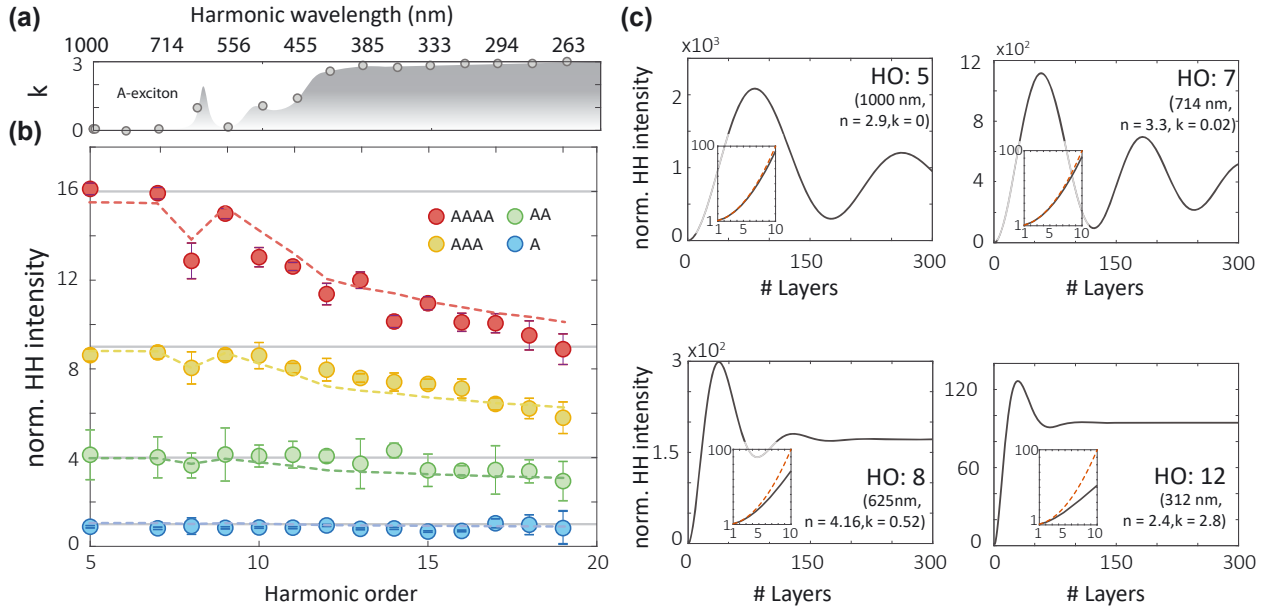 (a)
Harmonic wavelength (nm)
1000 714 556 455 385 333 294 263
3
k
A-exciton
0
(b)
16
12
8
4
0
norm. HH intensity
AAAA AA
AAA A
5 10 15 20
Harmonic order
(c)
x10³
2
1
0
norm. HH intensity
HO: 5
(1000 nm,
n = 2.9, k = 0)
100
1
1 5 10
0 150 300
# Layers
x10²
12
8
4
0
HO: 7
(714 nm,
n = 3.3, k = 0.02)
100
1
1 5 10
0 150 300
# Layers
x10²
3
1.5
0
norm. HH intensity
100
1
1 5 10
HO: 8
(625nm,
n = 4.16, k = 0.52)
0 150 300
# Layers
120
90
60
30
0
100
1
1 5 10
HO: 12
(312 nm,
n = 2.4, k = 2.8)
0 150 300
# Layers